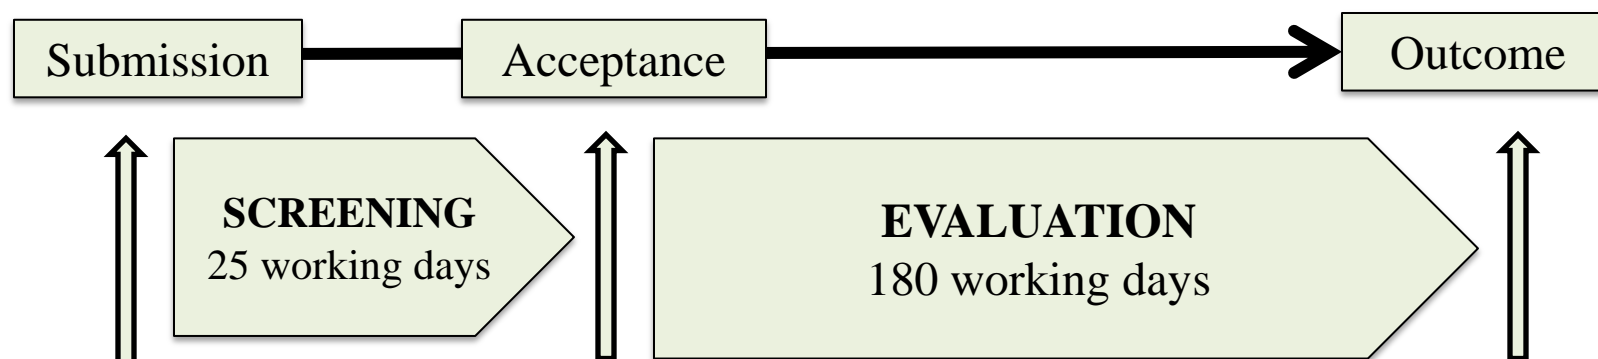 Submission
Acceptance
Outcome
SCREENING
25 working days
EVALUATION
180 working days